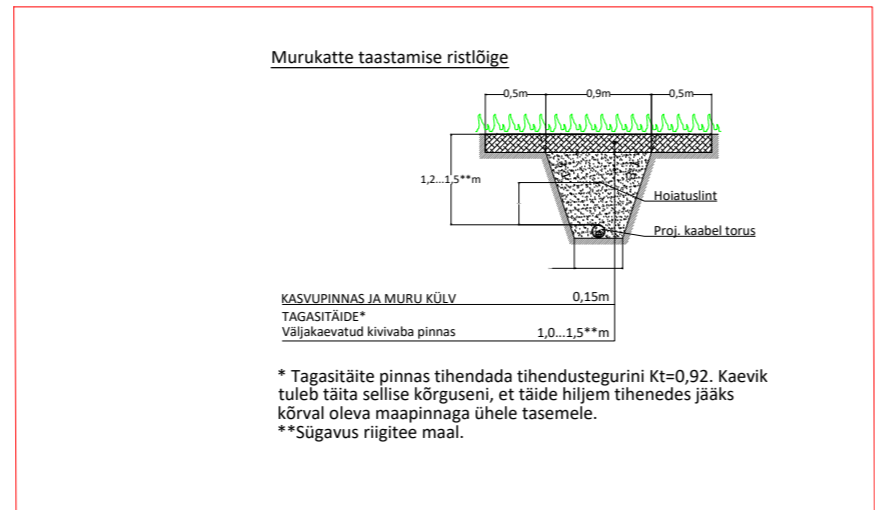 Murukatte taastamise ristlõige
0,5m 0,9m 0,5m
1,2...1,5**m
Hoiatuslint
Proj. kaabel torus
KASVUPINNAS JA MURU KÜLV 0,15m
TAGASITÄIDE*
Väljakaevatud kivivaba pinnas 1,0...1,5**m
* Tagasitäite pinnas tihendada tihendustegurini Kt=0,92. Kaevik
tuleb täita sellise kõrguseni, et täide hiljem tihenedes jääks
kõrval oleva maapinnaga ühele tasemele.
**Sügavus riigitee maal.